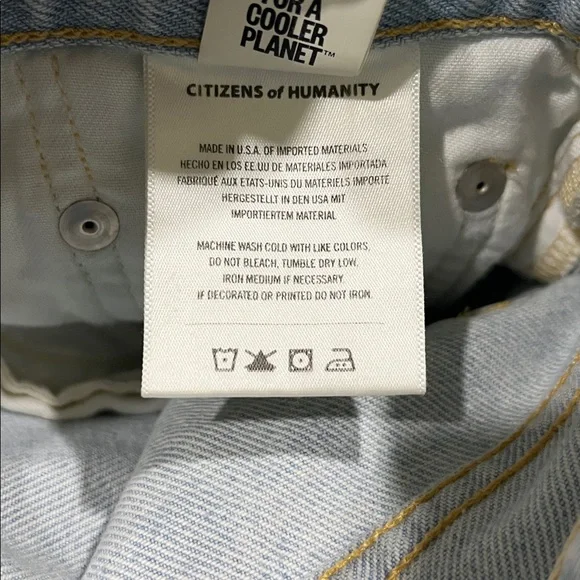 FOR A
COOLER
PLANET™
CITIZENS of HUMANITY
MADE IN U.S.A. OF IMPORTED MATERIALS
HECHO EN LOS EE.UU DE MATERIALES IMPORTADA
FABRIQUÉ AUX ETATS-UNIS DU MATERIELS IMPORTE
HERGESTELLT IN DEN USA MIT
IMPORTIERTEM MATERIAL
MACHINE WASH COLD WITH LIKE COLORS,
DO NOT BLEACH, TUMBLE DRY LOW.
IRON MEDIUM IF NECESSARY.
IF DECORATED OR PRINTED DO NOT IRON.